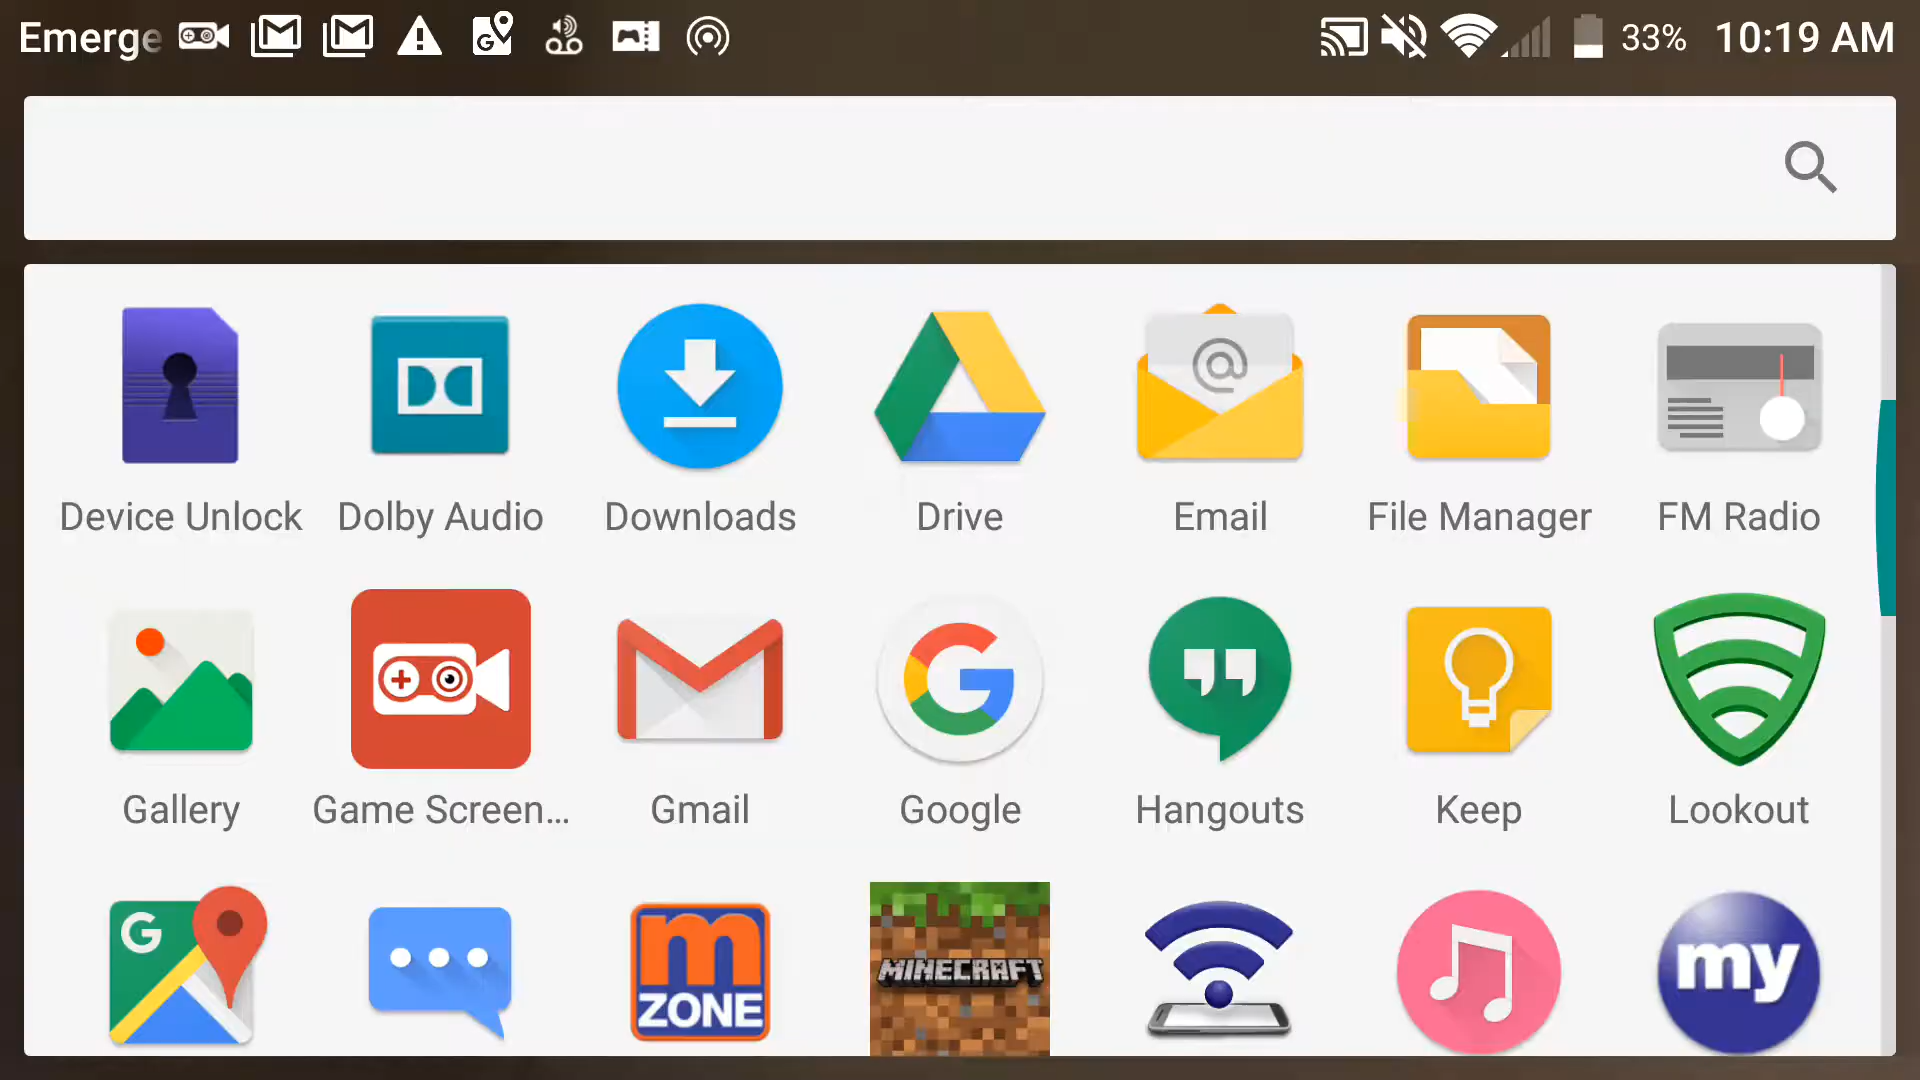 Emerge 33% 10:19 AM
Device Unlock Dolby Audio Downloads Drive Email File Manager FM Radio
Gallery Game Screen... Gmail Google Hangouts Keep Lookout
G m ZONE MINECRAFT my